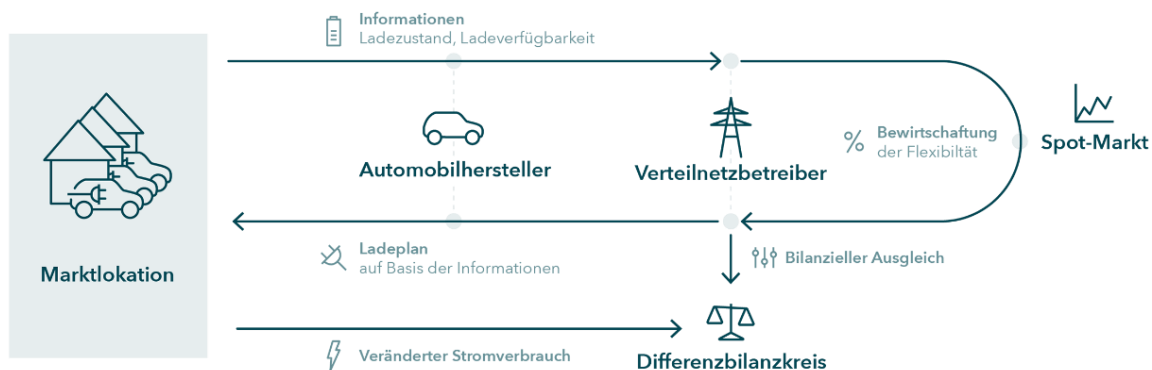 Informationen
Ladezustand, Ladeverfügbarkeit
Automobilhersteller
Verteilnetzbetreiber
%
Bewirtschaftung
der Flexibiltät
Spot-Markt
Marktlokation
Ladeplan
auf Basis der Informationen
Bilanzieller Ausgleich
Veränderter Stromverbrauch
Differenzbilanzkreis